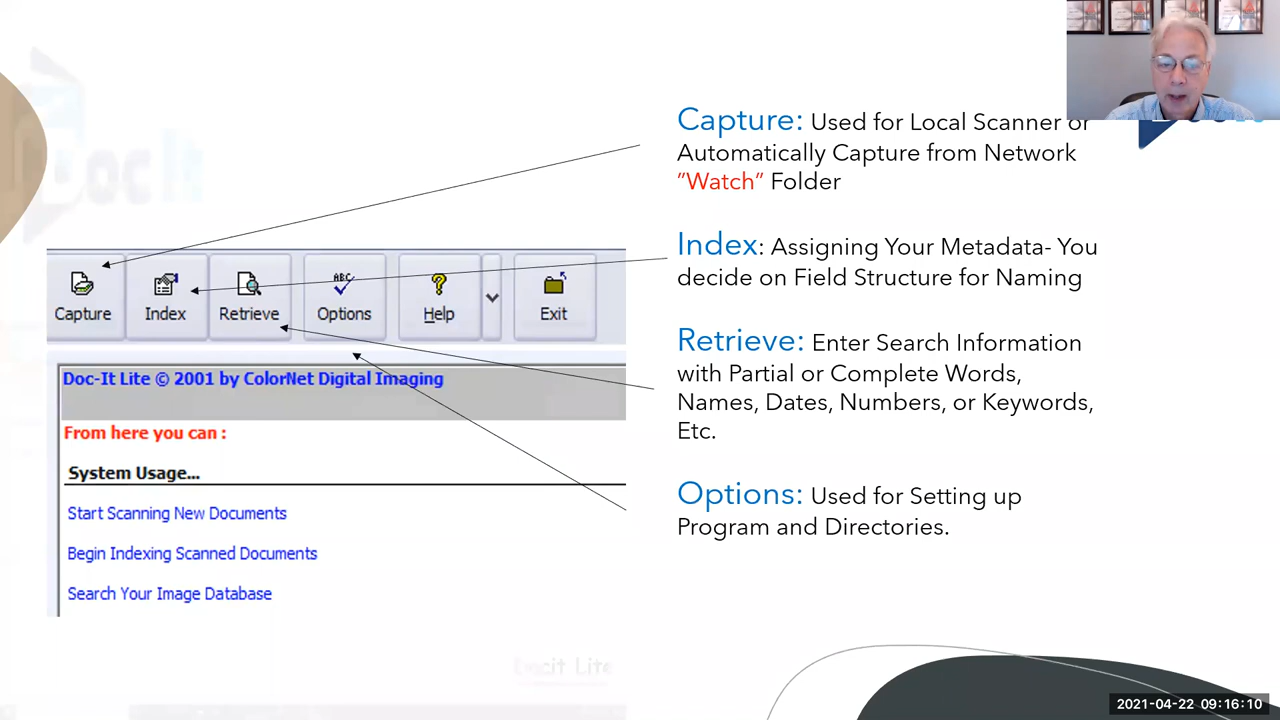 Capture: Used for Local Scanner or
Automatically Capture from Network
”Watch” Folder
Index: Assigning Your Metadata- You
decide on Field Structure for Naming
Retrieve: Enter Search Information
with Partial or Complete Words,
Names, Dates, Numbers, or Keywords,
Etc.
Options: Used for Setting up
Program and Directories.
Capture Index Retrieve Options Help Exit
Doc-It Lite © 2001 by ColorNet Digital Imaging
From here you can :
System Usage...
Start Scanning New Documents
Begin Indexing Scanned Documents
Search Your Image Database
Docit Lite
Doc It
2021-04-22 09:16:10